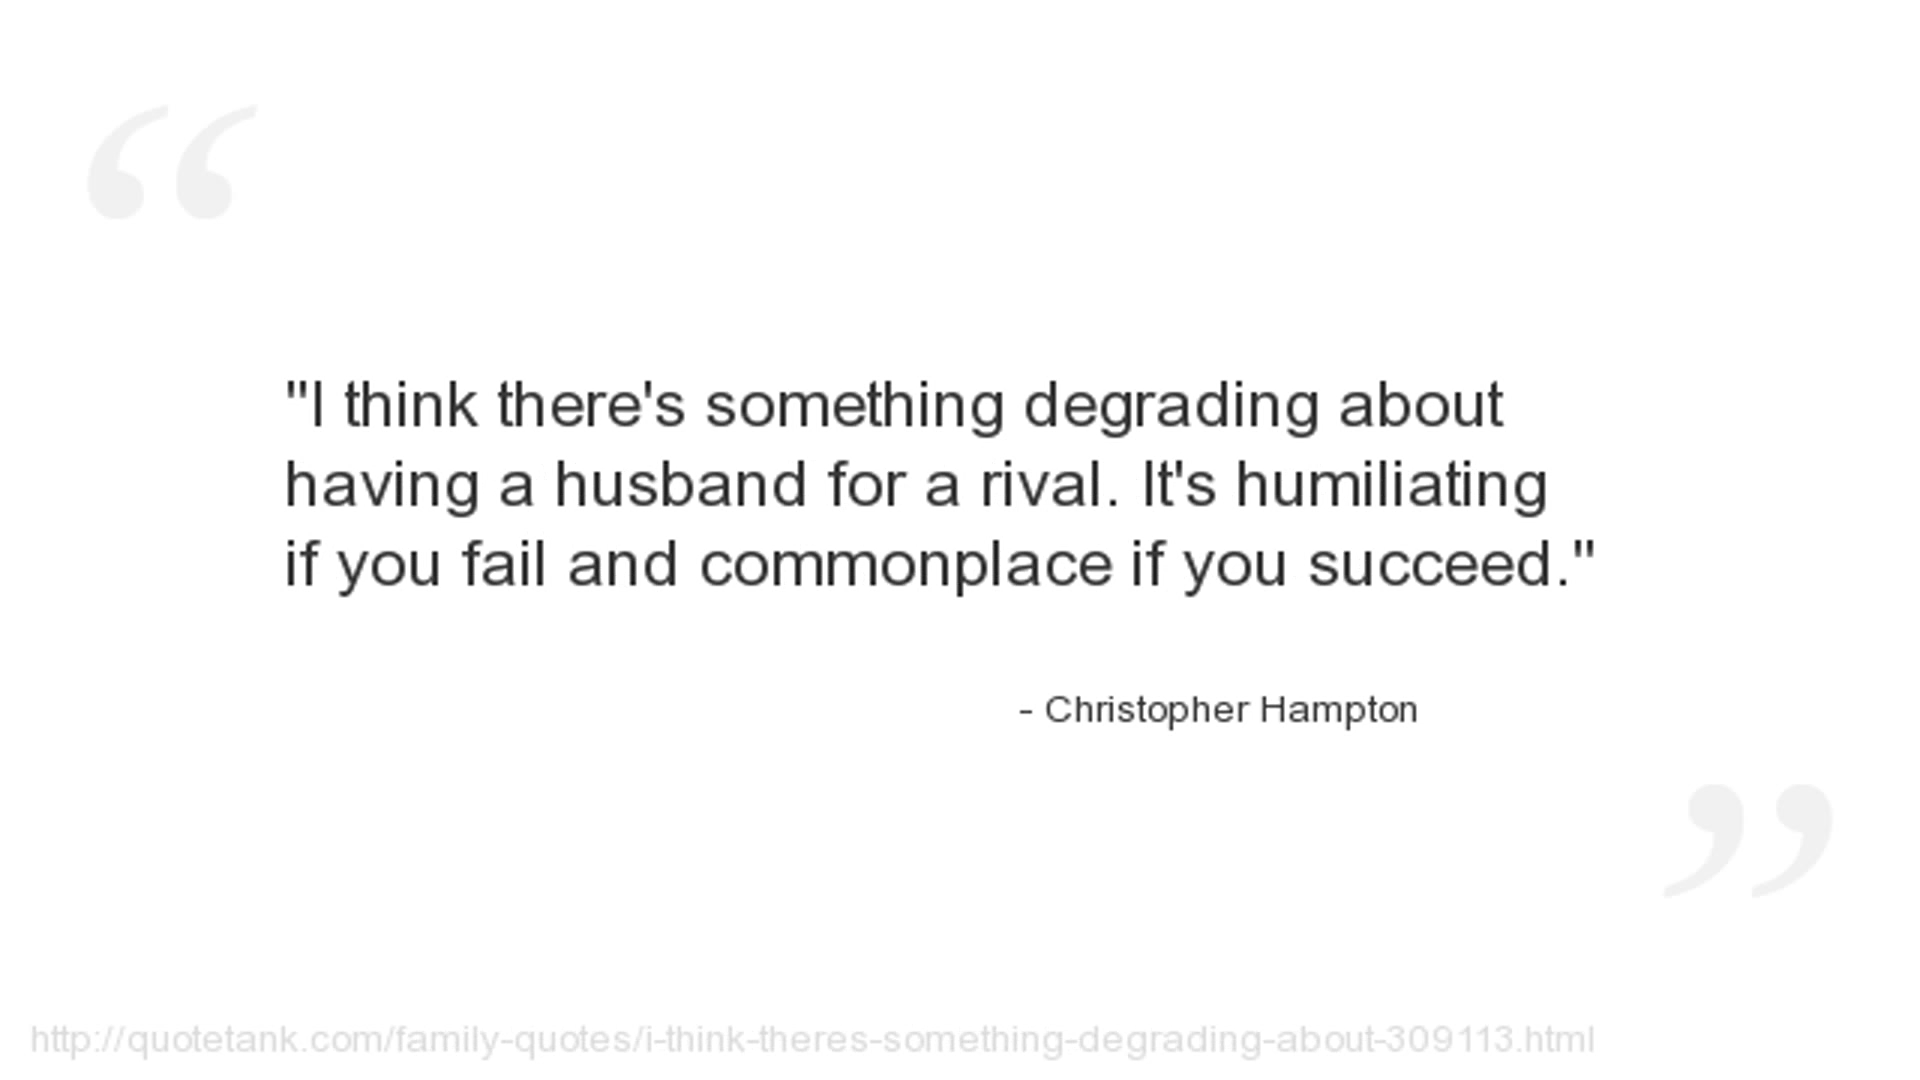 "I think there's something degrading about
having a husband for a rival. It's humiliating
if you fail and commonplace if you succeed."
- Christopher Hampton
http://quotetank.com/family-quotes/i-think-theres-something-degrading-about-309113.html